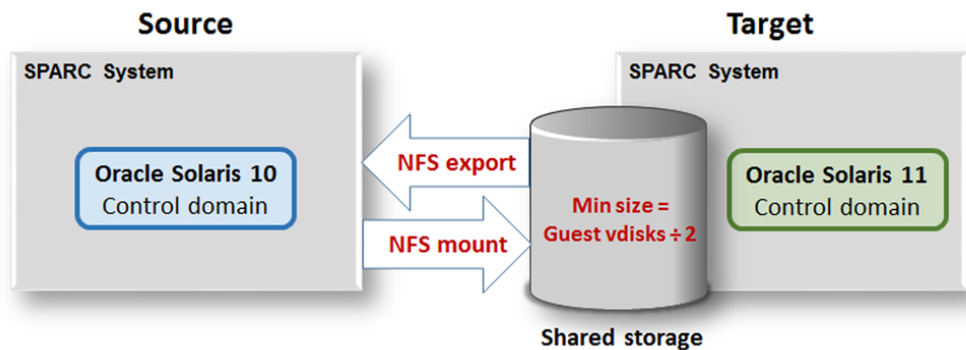 Source
Target
SPARC System
SPARC System
NFS export
Oracle Solaris 10
Control domain
Min size =
Guest vdisks ÷ 2
Oracle Solaris 11
Control domain
NFS mount
Shared storage